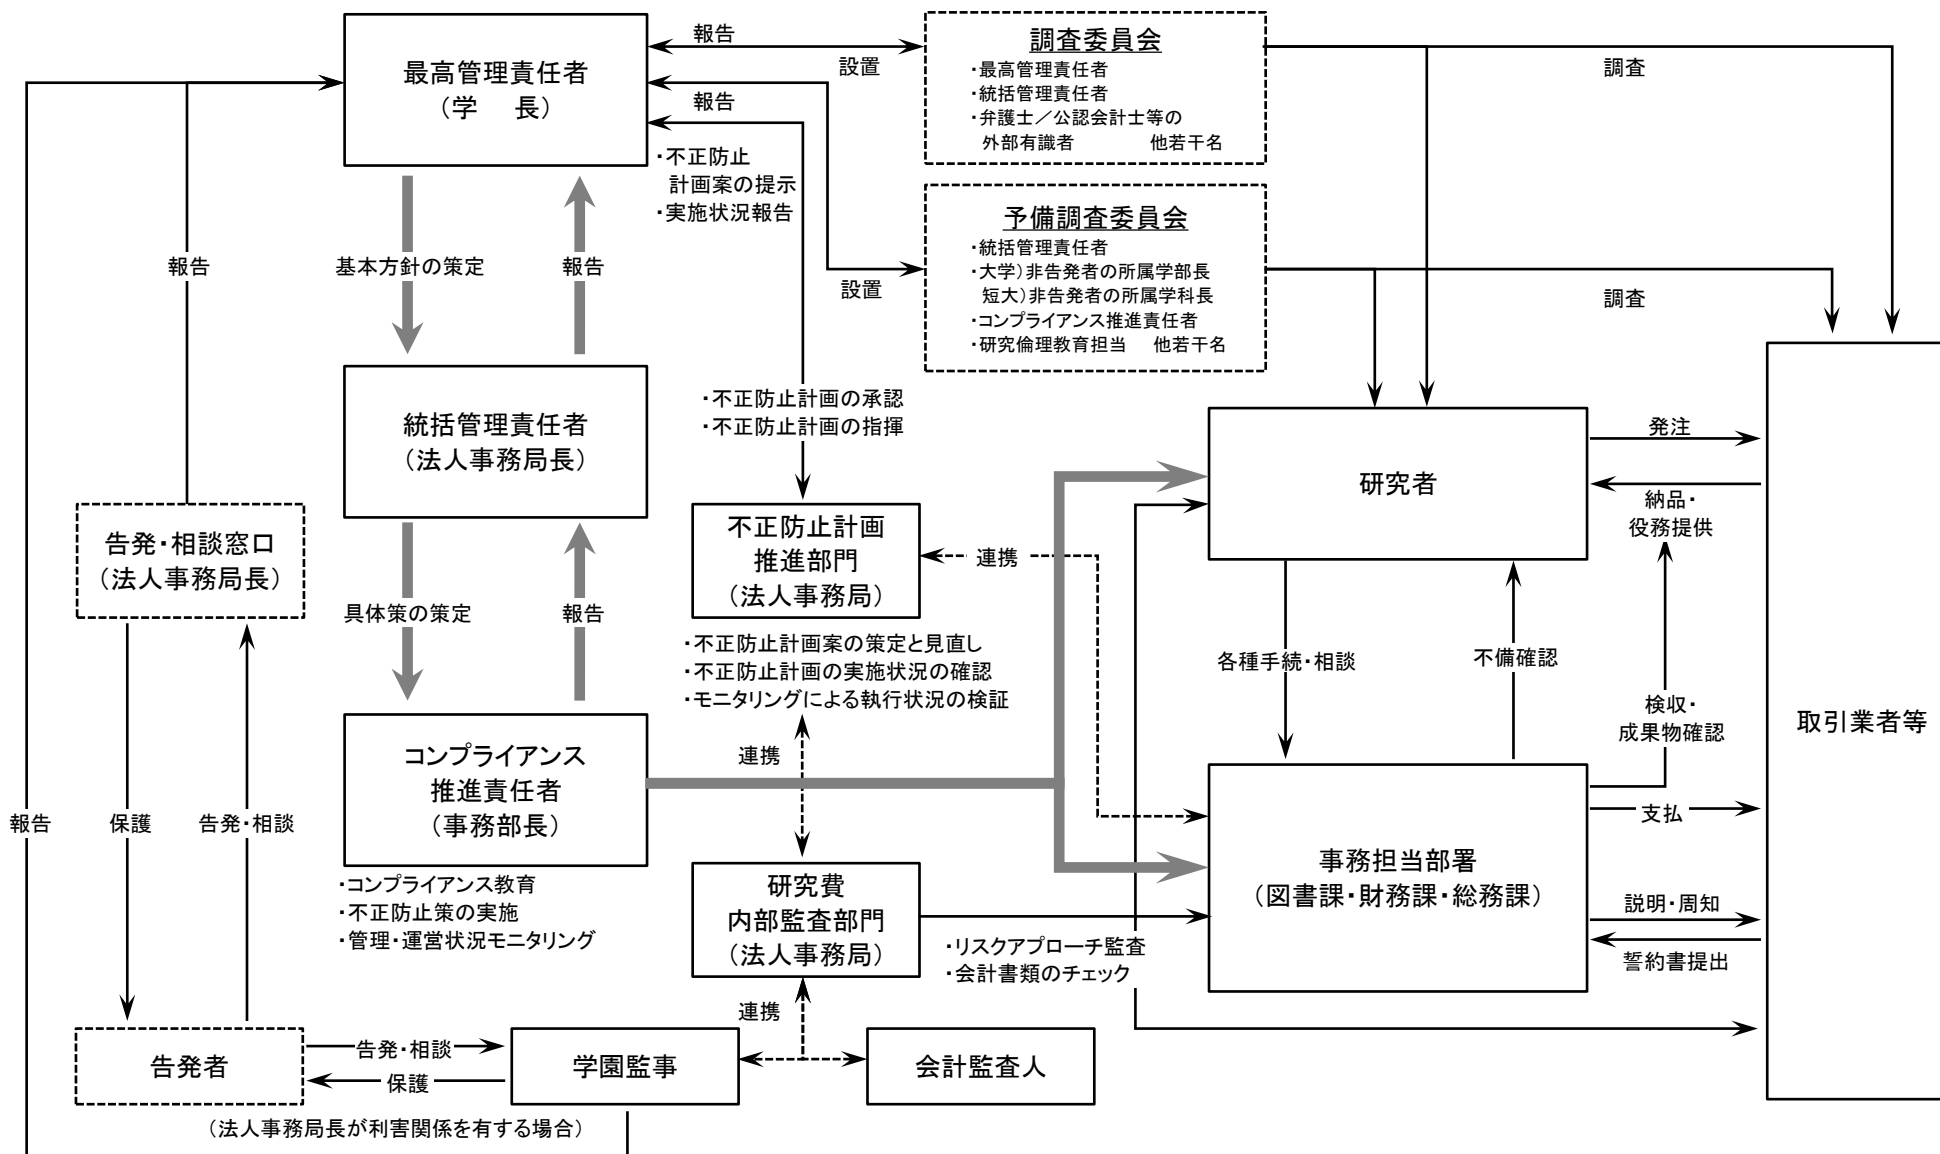 最高管理責任者
（学　長）
報告
設置
報告
設置
調査委員会
・最高管理責任者
・統括管理責任者
・弁護士／公認会計士等の
外部有識者　他若干名
調査
・不正防止
計画案の提示
・実施状況報告
予備調査委員会
・統括管理責任者
・大学）非告発者の所属学部長
短大）非告発者の所属学科長
・コンプライアンス推進責任者
・研究倫理教育担当　他若干名
調査
報告
基本方針の策定
報告
統括管理責任者
（法人事務局長）
・不正防止計画の承認
・不正防止計画の指揮
研究者
発注
納品・
役務提供
告発・相談窓口
（法人事務局長）
不正防止計画
推進部門
（法人事務局）
連携
具体策の策定
報告
・不正防止計画案の策定と見直し
・不正防止計画の実施状況の確認
・モニタリングによる執行状況の検証
各種手続・相談
不備確認
検収・
成果物確認
取引業者等
コンプライアンス
推進責任者
（事務部長）
連携
報告
保護
告発・相談
支払
・コンプライアンス教育
・不正防止策の実施
・管理・運営状況モニタリング
研究費
内部監査部門
（法人事務局）
事務担当部署
（図書課・財務課・総務課）
説明・周知
誓約書提出
・リスクアプローチ監査
・会計書類のチェック
連携
告発者
告発・相談
保護
学園監事
会計監査人
（法人事務局長が利害関係を有する場合）